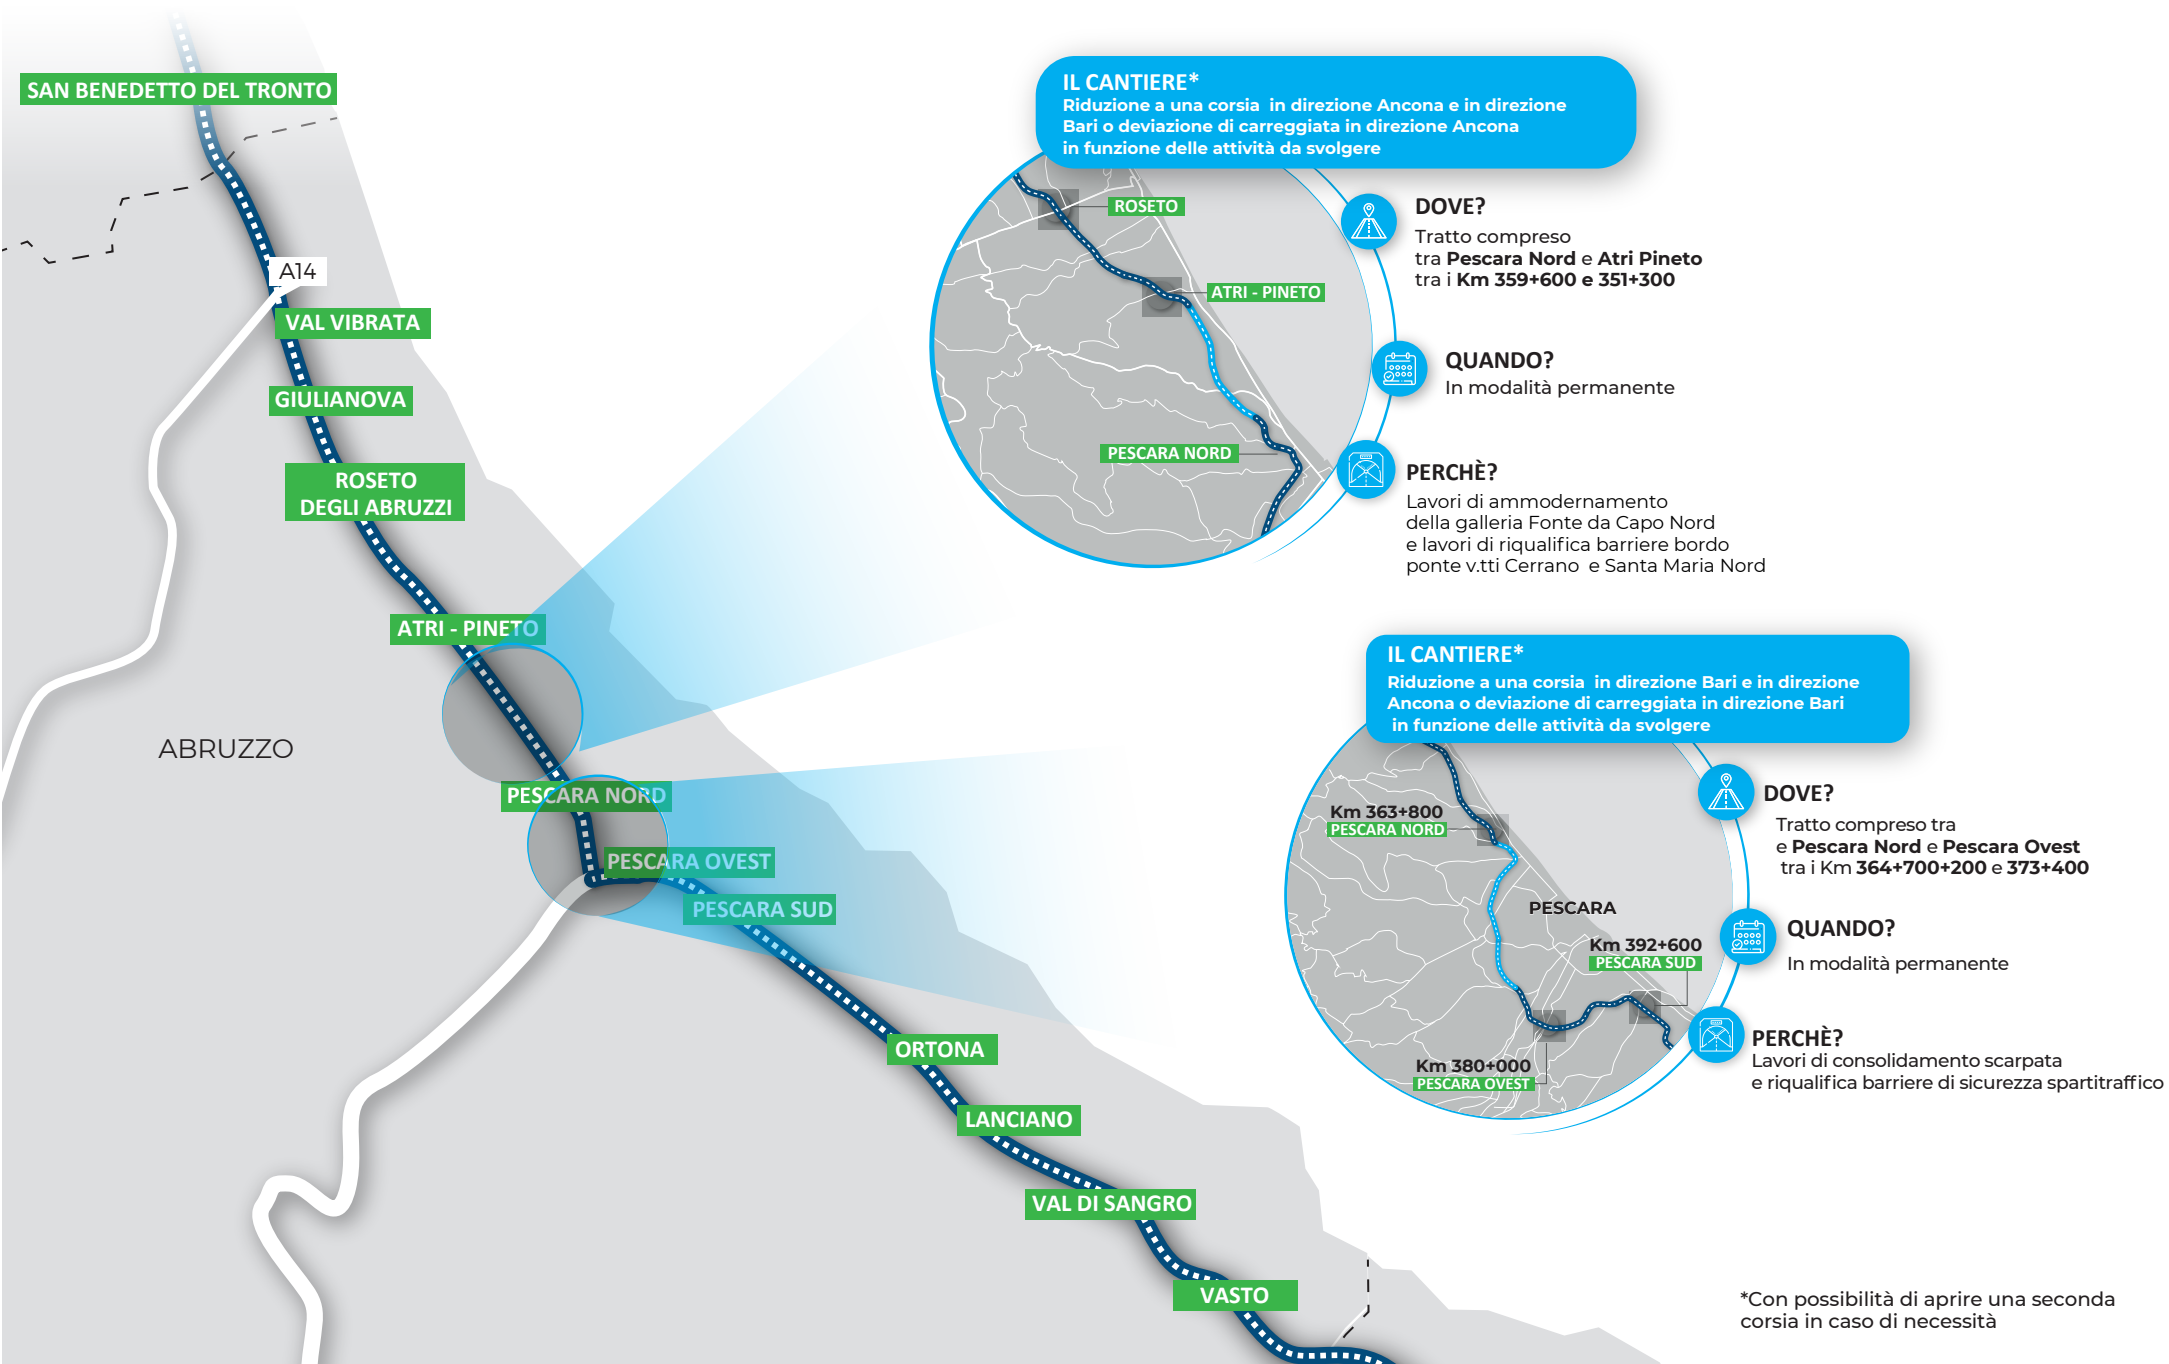 SAN BENEDETTO DEL TRONTO
A14
VAL VIBRATA
GIULIANOVA
ROSETO
DEGLI ABRUZZI
ATRI - PINETO
ABRUZZO
PESCARA NORD
PESCARA OVEST
PESCARA SUD
ORTONA
LANCIANO
VAL DI SANGRO
VASTO
IL CANTIERE*
Riduzione a una corsia in direzione Ancona e in direzione
Bari o deviazione di carreggiata in direzione Ancona
in funzione delle attività da svolgere
ROSETO
ATRI - PINETO
PESCARA NORD
DOVE?
Tratto compreso
tra Pescara Nord e Atri Pineto
tra i Km 359+600 e 351+300
QUANDO?
In modalità permanente
PERCHÈ?
Lavori di ammodernamento
della galleria Fonte da Capo Nord
e lavori di riqualifica barriere bordo
ponte v.tti Cerrano e Santa Maria Nord
IL CANTIERE*
Riduzione a una corsia in direzione Bari e in direzione
Ancona o deviazione di carreggiata in direzione Bari
in funzione delle attività da svolgere
Km 363+800
PESCARA NORD
PESCARA
Km 392+600
PESCARA SUD
Km 380+000
PESCARA OVEST
DOVE?
Tratto compreso tra
e Pescara Nord e Pescara Ovest
tra i Km 364+700+200 e 373+400
QUANDO?
In modalità permanente
PERCHÈ?
Lavori di consolidamento scarpata
e riqualifica barriere di sicurezza spartitraffico
*Con possibilità di aprire una seconda
corsia in caso di necessità